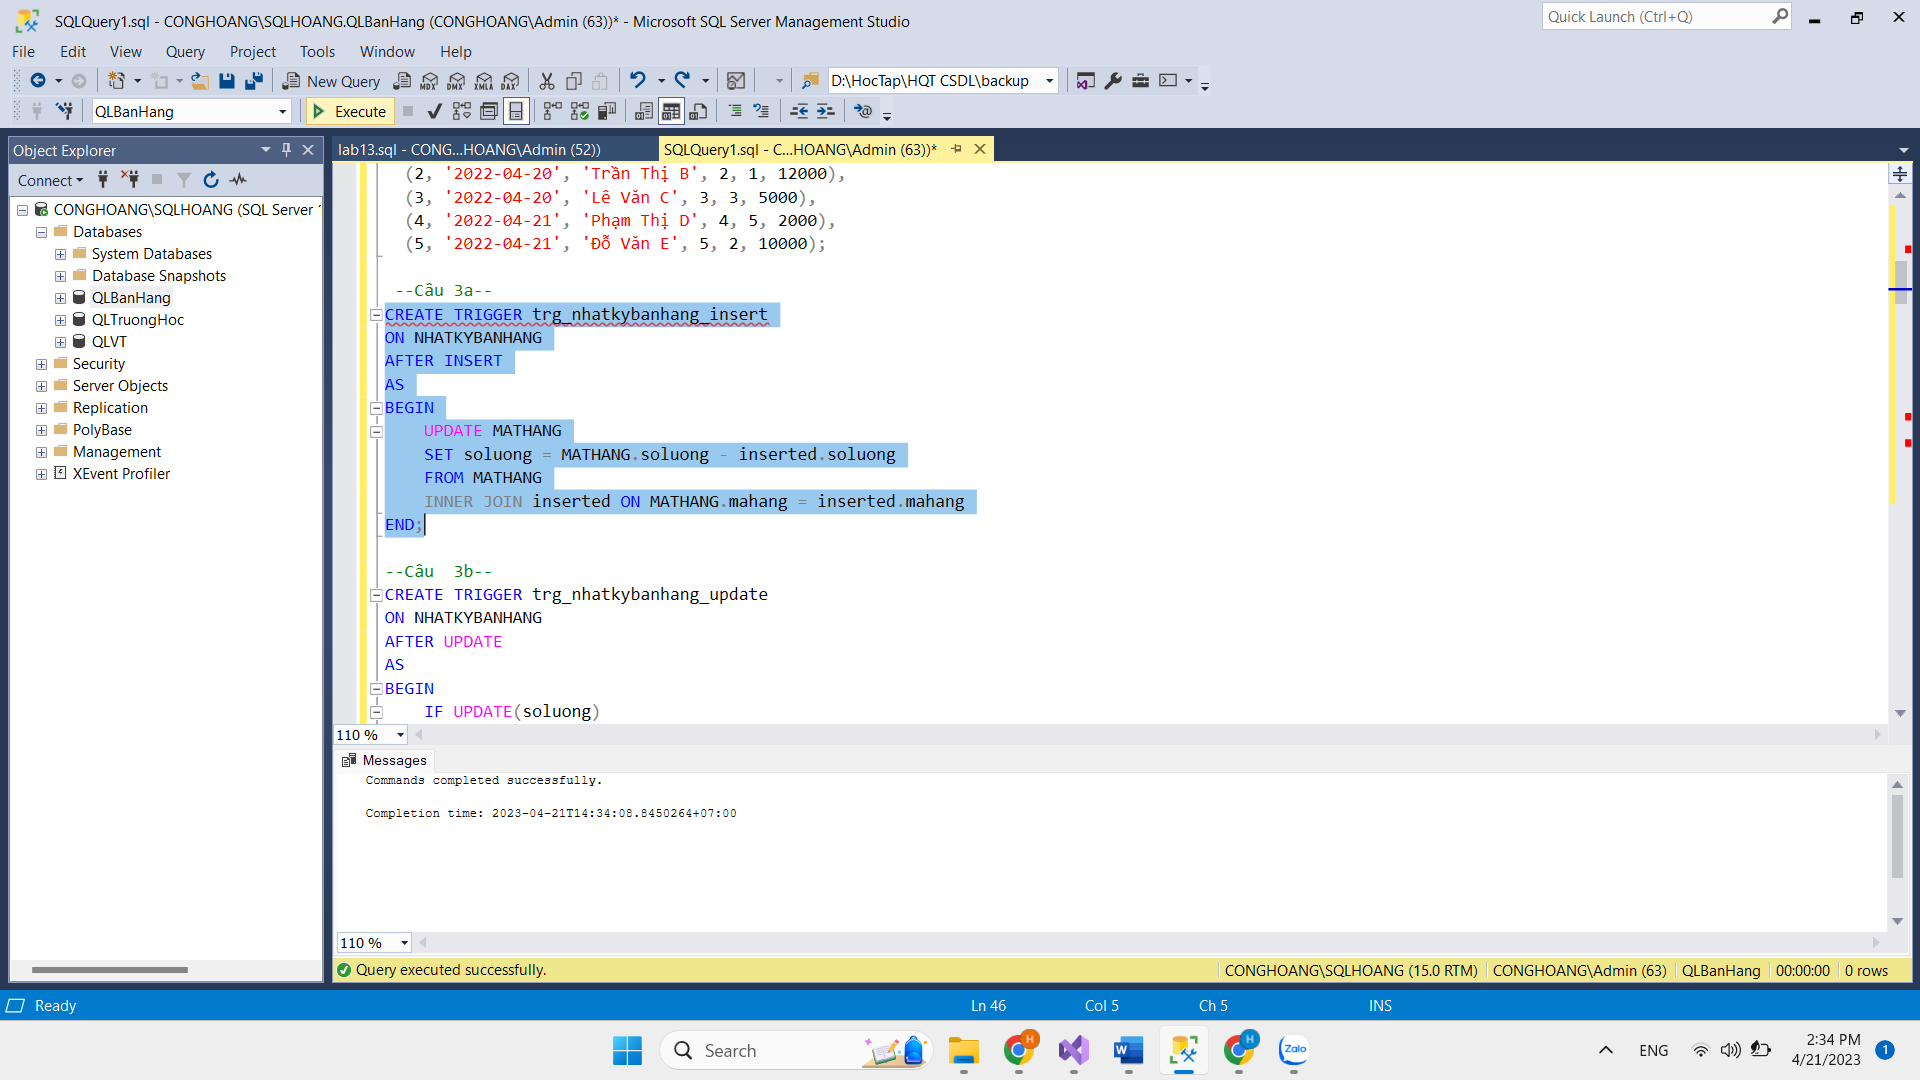 SQLQuery1.sql - CONGHOANG\SQLHOANG.QLBanHang (CONGHOANG\Admin (63))* - Microsoft SQL Server Management Studio
Quick Launch (Ctrl+Q)
File Edit View Query Project Tools Window Help
New Query
MDX DMX XMLA DAX
D:\HocTap\HQT CSDL\backup
QLBanHang
Execute
Object Explorer
Connect
CONGHOANG\SQLHOANG (SQL Server
Databases
System Databases
Database Snapshots
QLBanHang
QLTruongHoc
QLVT
Security
Server Objects
Replication
PolyBase
Management
XEvent Profiler
lab13.sql - CONG...HOANG\Admin (52))
SQLQuery1.sql - C...HOANG\Admin (63))*
(2, '2022-04-20', 'Trần Thị B', 2, 1, 12000),
(3, '2022-04-20', 'Lê Văn C', 3, 3, 5000),
(4, '2022-04-21', 'Phạm Thị D', 4, 5, 2000),
(5, '2022-04-21', 'Đỗ Văn E', 5, 2, 10000);
--Câu 3a--
CREATE TRIGGER trg_nhatkybanhang_insert
ON NHATKYBANHANG
AFTER INSERT
AS
BEGIN
UPDATE MATHANG
SET soluong = MATHANG.soluong - inserted.soluong
FROM MATHANG
INNER JOIN inserted ON MATHANG.mahang = inserted.mahang
END;
--Câu  3b--
CREATE TRIGGER trg_nhatkybanhang_update
ON NHATKYBANHANG
AFTER UPDATE
AS
BEGIN
IF UPDATE(soluong)
110 %
Messages
Commands completed successfully.
Completion time: 2023-04-21T14:34:08.8450264+07:00
110 %
Query executed successfully.
CONGHOANG\SQLHOANG (15.0 RTM) CONGHOANG\Admin (63) QLBanHang 00:00:00 0 rows
Ready
Ln 46 Col 5 Ch 5 INS
Search
H
H
Zalo
ENG
2:34 PM
4/21/2023
1